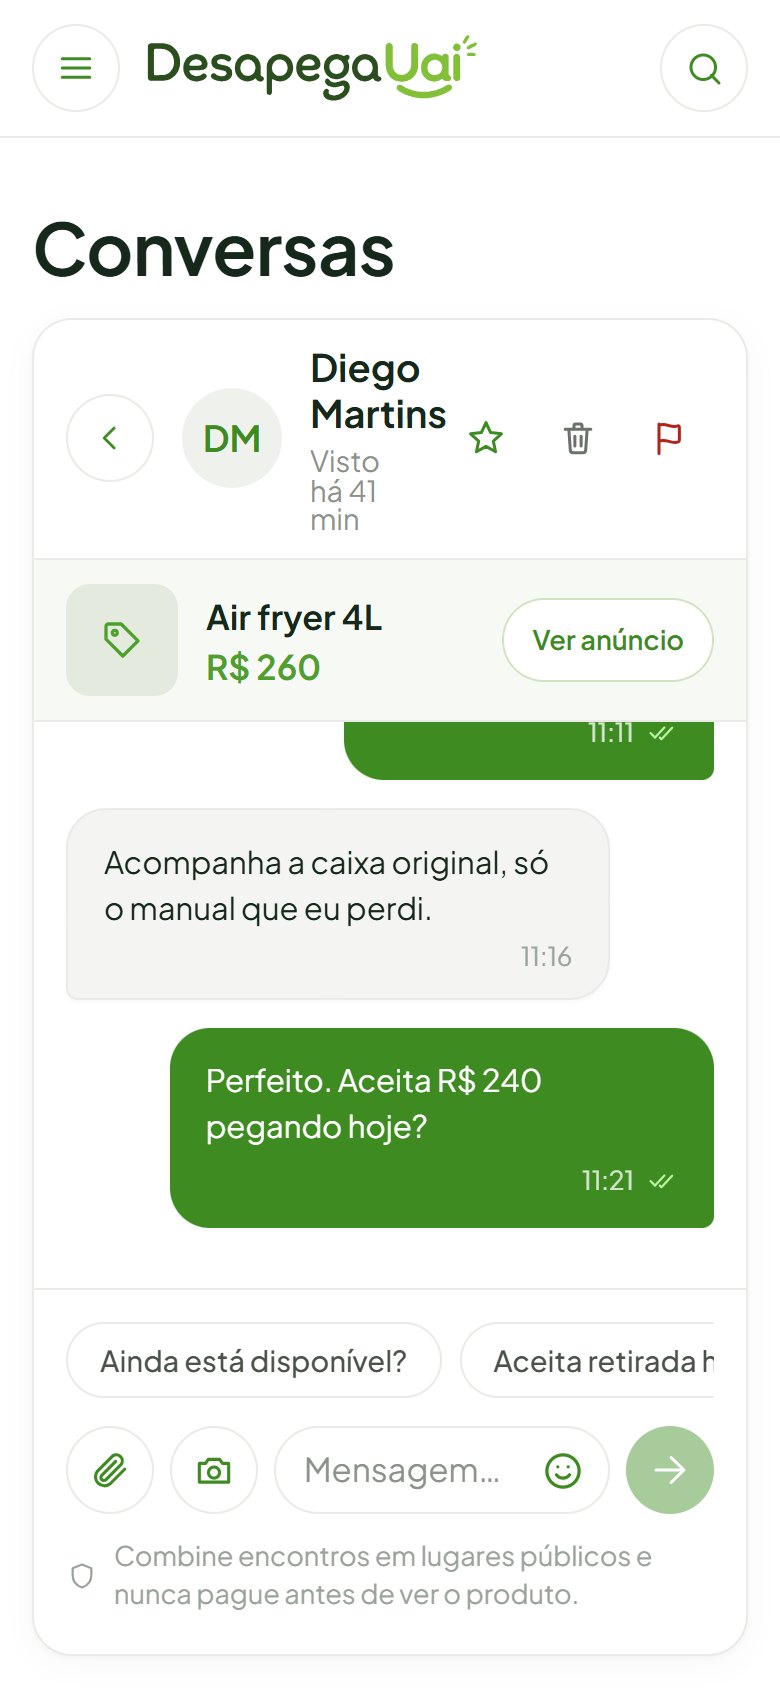 DesapegaUai
Conversas
DM
Diego
Martins
Visto
há 41
min
Air fryer 4L
R$ 260
Ver anúncio
11:11
Acompanha a caixa original, só
o manual que eu perdi.
11:16
Perfeito. Aceita R$ 240
pegando hoje?
11:21
Ainda está disponível?
Aceita retirada h
Mensagem...
Combine encontros em lugares públicos e
nunca pague antes de ver o produto.